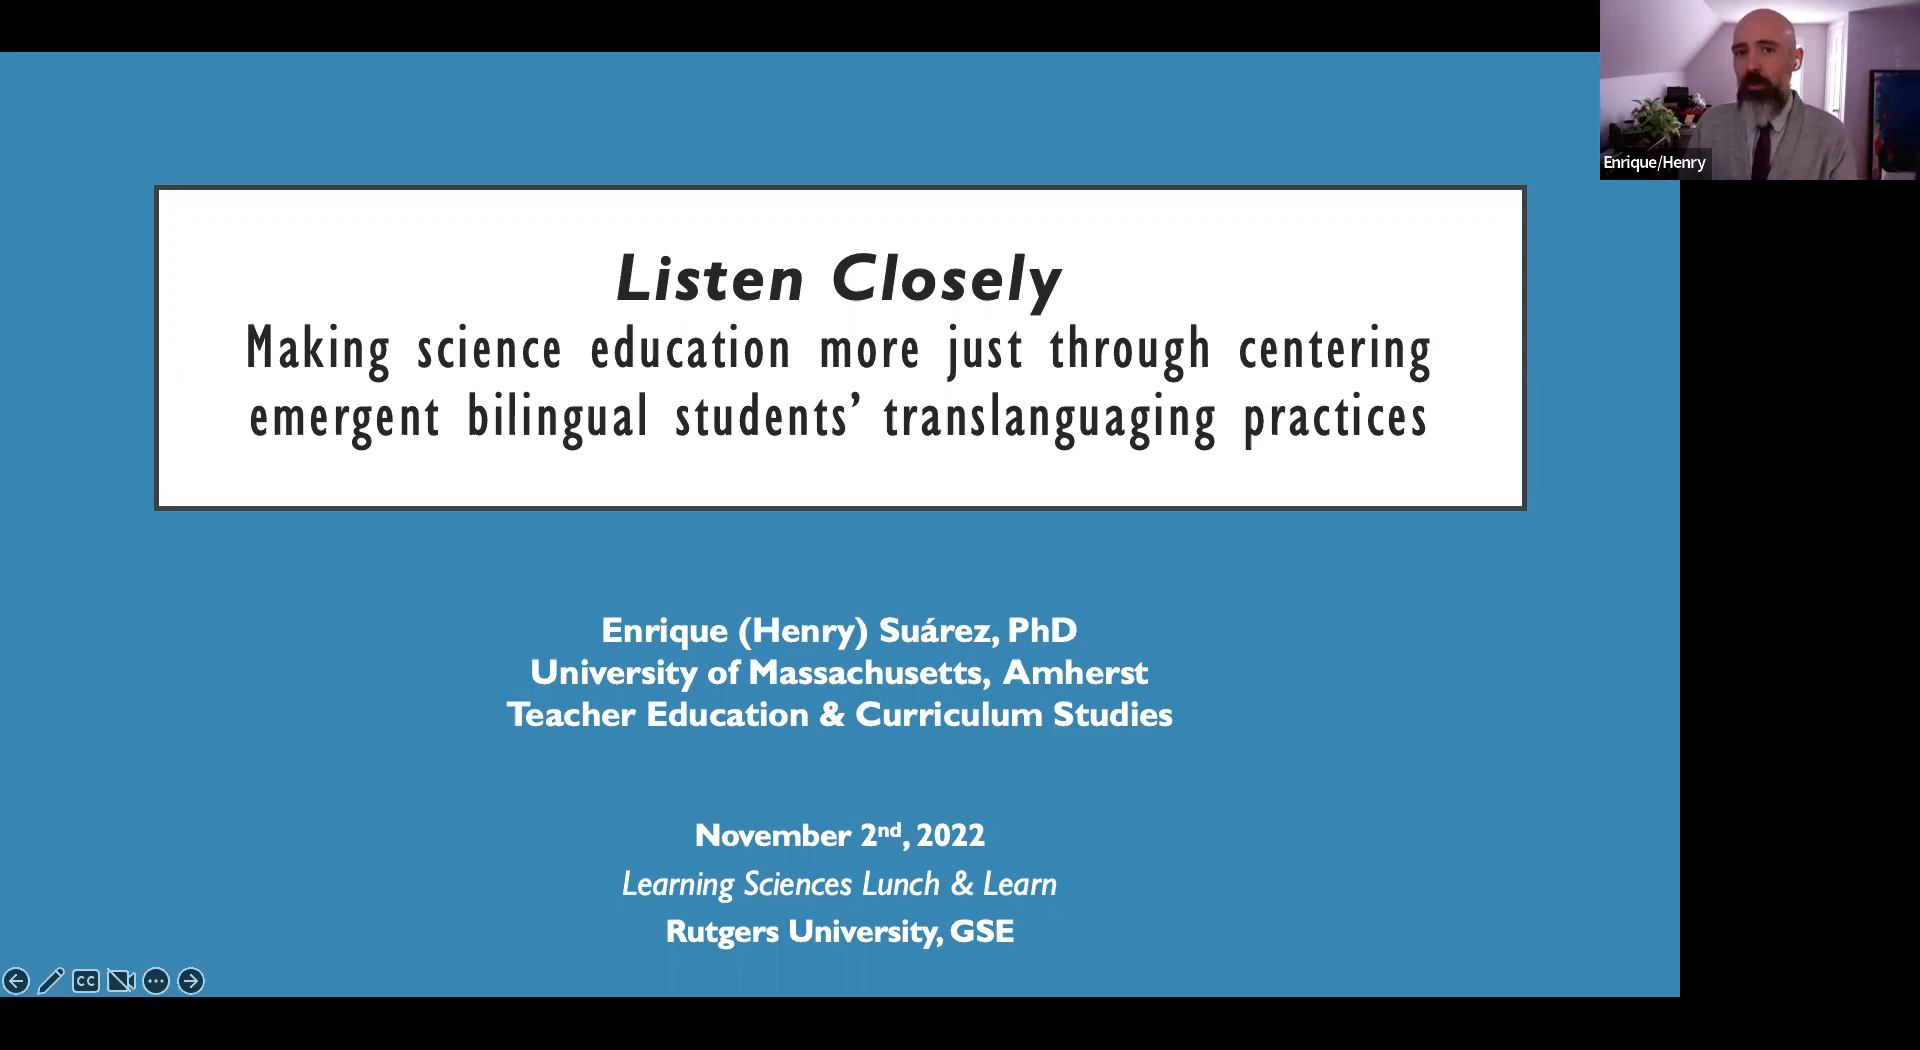 Enrique/Henry
Listen Closely
Making science education more just through centering
emergent bilingual students’ translanguaging practices
Enrique (Henry) Suárez, PhD
University of Massachusetts, Amherst
Teacher Education & Curriculum Studies
November 2nd, 2022
Learning Sciences Lunch & Learn
Rutgers University, GSE
CC